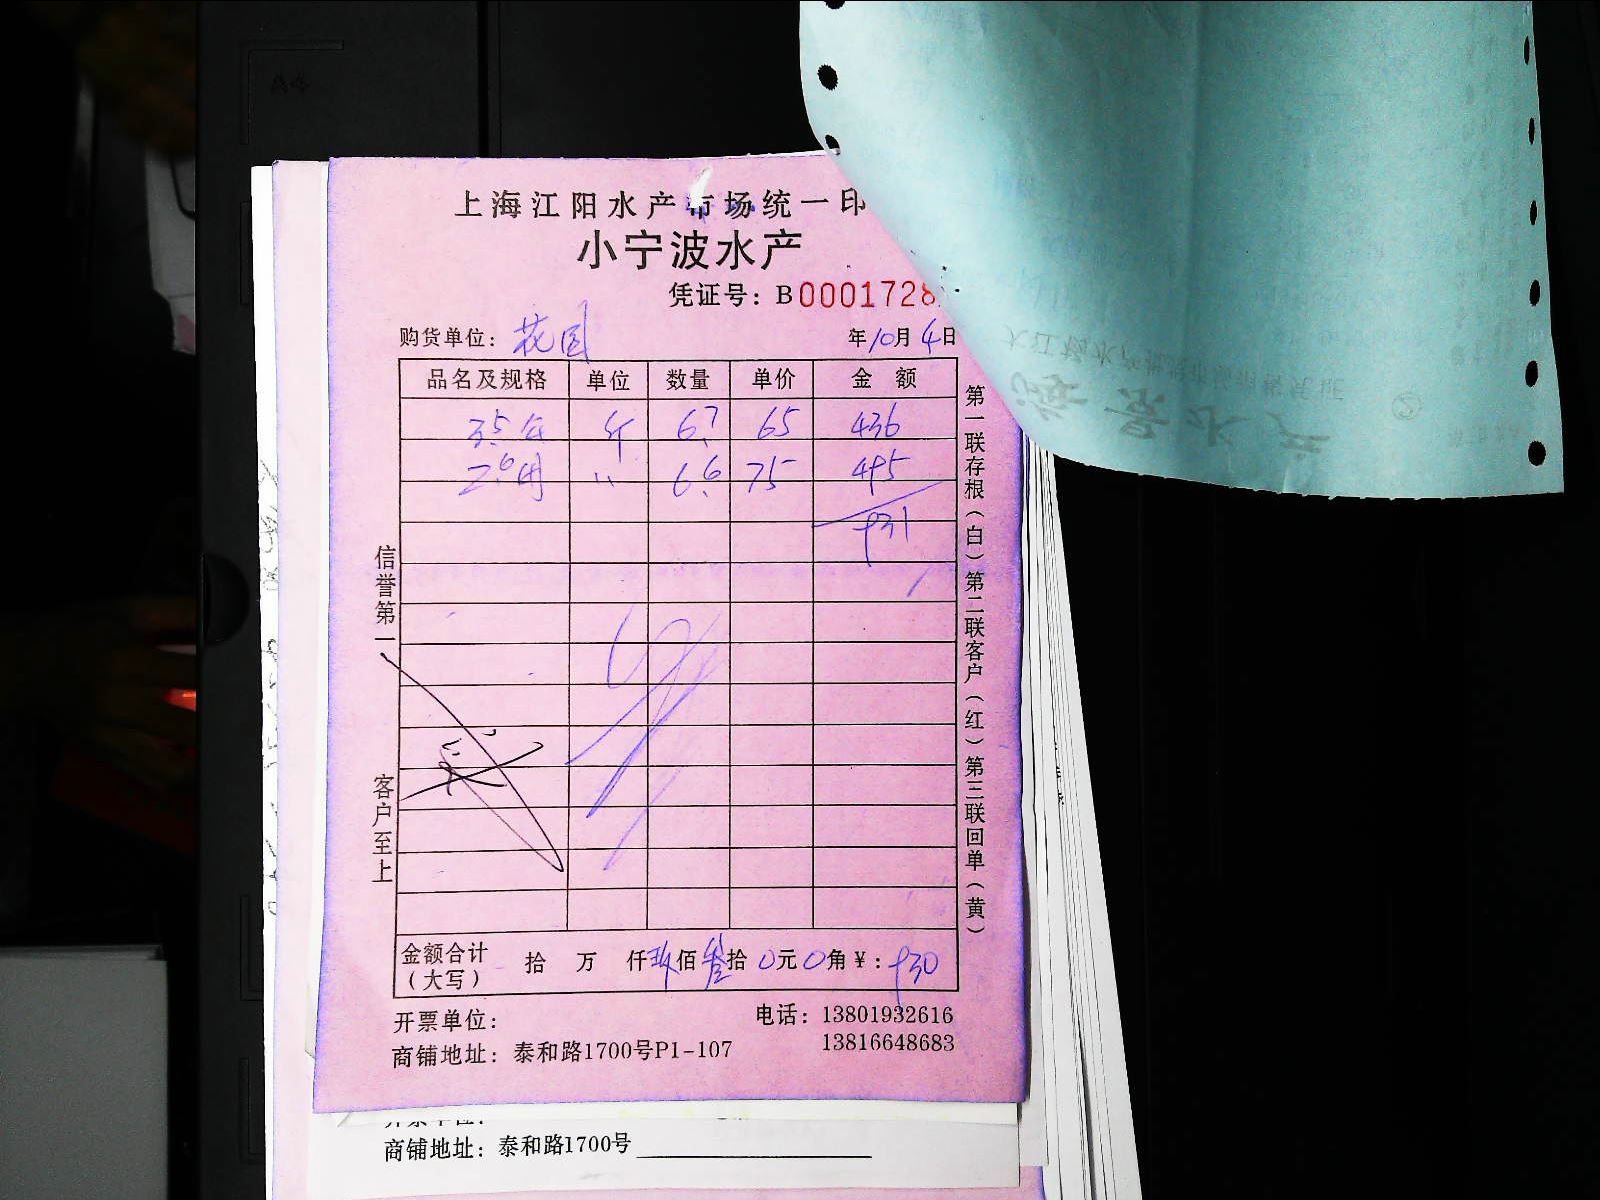 上海江阳水产市场统一印
小宁波水产
凭证号：B0001728
购货单位：花园 年10月4日
品名及规格 单位 数量 单价 金 额
3.5 斤 6.7 65 436
2.6 〃 6.6 75 495
931
信誉第一 客户至上
第一联存根（白）第二联客户（红）第三联回单（黄）
金额合计（大写） 拾 万 仟玖佰叁拾0元0角¥：930
开票单位： 电话：13801932616
13816648683
商铺地址：泰和路1700号P1-107
商铺地址：泰和路1700号